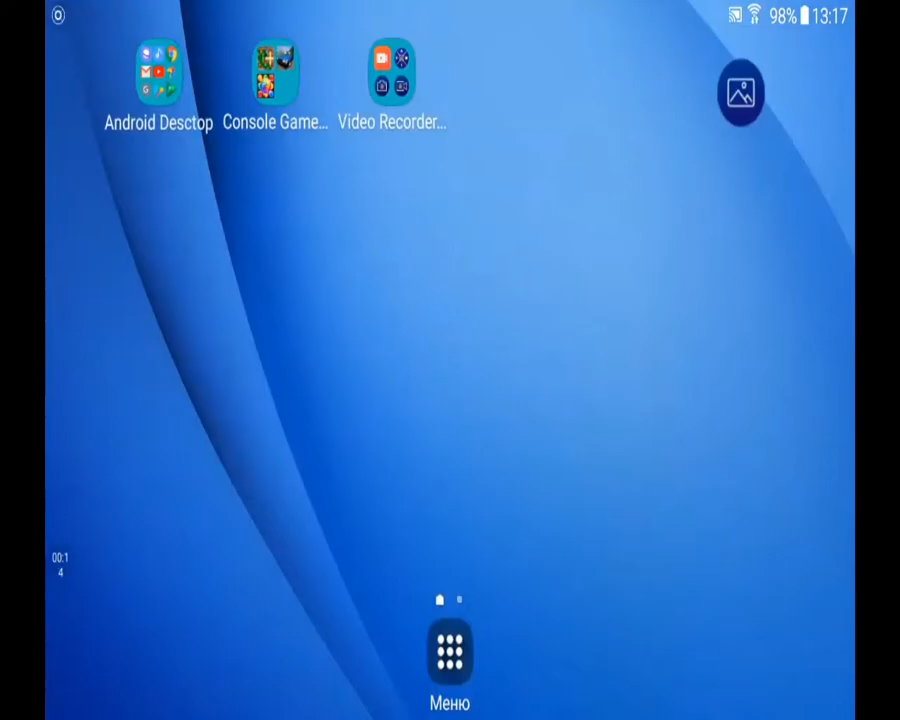 98% 13:17
Android Desctop
Console Game...
Video Recorder...
00:1
4
Меню